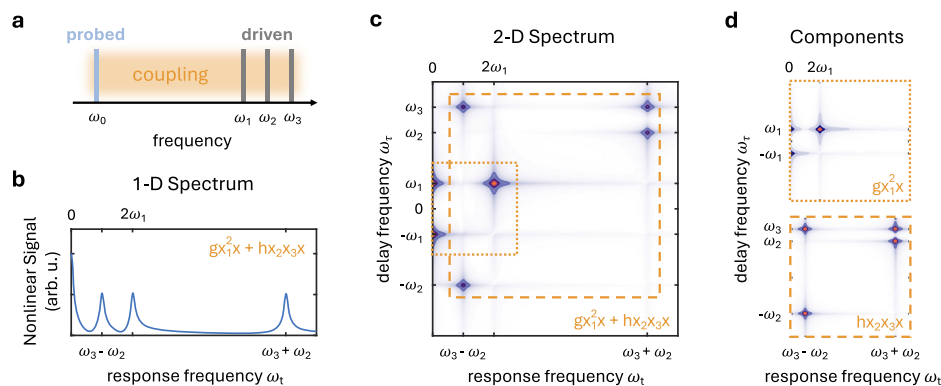 a
probed
driven
coupling
ω₀
ω₁
ω₂
ω₃
frequency
b
1-D Spectrum
0
2ω₁
Nonlinear Signal
(arb. u.)
gx₁²x + hx₂x₃x
ω₃ - ω₂
ω₃ + ω₂
response frequency ωₜ
c
2-D Spectrum
0
2ω₁
delay frequency ω_τ
ω₃
ω₂
ω₁
0
-ω₁
-ω₂
gx₁²x + hx₂x₃x
ω₃ - ω₂
ω₃ + ω₂
response frequency ωₜ
d
Components
0
2ω₁
delay frequency ω_τ
ω₁
-ω₁
gx₁²x
ω₃
ω₂
-ω₂
hx₂x₃x
ω₃ - ω₂
ω₃ + ω₂
response frequency ωₜ